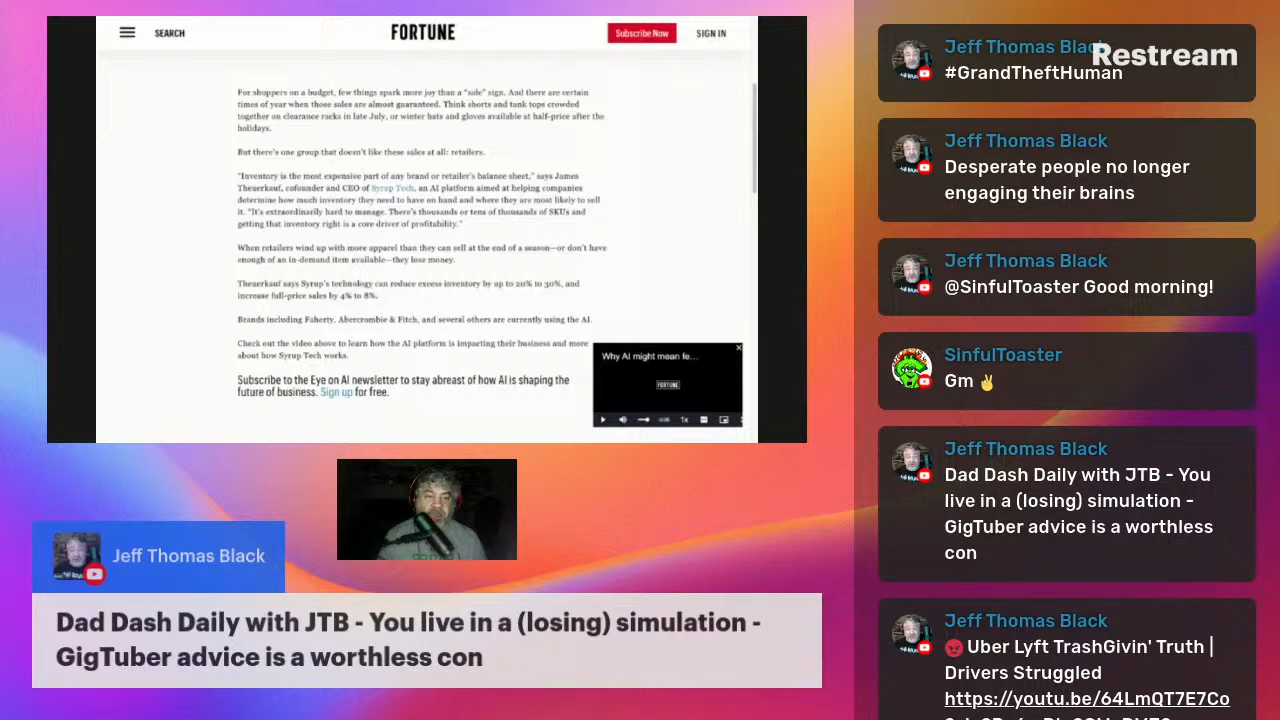 SEARCH
FORTUNE
Subscribe Now
SIGN IN
For shoppers on a budget, few things spark more joy than a “sale” sign. And there are certain
times of year when those sales are almost guaranteed. Think shorts and tank tops crowded
together on clearance racks in late July, or winter hats and gloves available at half-price after the
holidays.
But there's one group that doesn't like these sales at all: retailers.
“Inventory is the most expensive part of any brand or retailer's balance sheet,” says James
Theuerkauf, cofounder and CEO of Syrup Tech, an AI platform aimed at helping companies
determine how much inventory they need to have on hand and where they are most likely to sell
it. “It's extraordinarily hard to manage. There's thousands or tens of thousands of SKUs and
getting that inventory right is a core driver of profitability.”
When retailers wind up with more apparel than they can sell at the end of a season—or don't have
enough of an in-demand item available—they lose money.
Theuerkauf says Syrup's technology can reduce excess inventory by up to 20% to 30%, and
increase full-price sales by 4% to 8%.
Brands including Faherty, Abercrombie & Fitch, and several others are currently using the AI.
Check out the video above to learn how the AI platform is impacting their business and more
about how Syrup Tech works.
Subscribe to the Eye on AI newsletter to stay abreast of how AI is shaping the
future of business. Sign up for free.
Why AI might mean fe...
FORTUNE
1x
Jeff Thomas Black
Dad Dash Daily with JTB - You live in a (losing) simulation -
GigTuber advice is a worthless con
Restream
Jeff Thomas Black
#GrandTheftHuman
Jeff Thomas Black
Desperate people no longer
engaging their brains
Jeff Thomas Black
@SinfulToaster Good morning!
SinfulToaster
Gm ✌
Jeff Thomas Black
Dad Dash Daily with JTB - You
live in a (losing) simulation -
GigTuber advice is a worthless
con
Jeff Thomas Black
😡 Uber Lyft TrashGivin' Truth |
Drivers Struggled
https://youtu.be/64LmQT7E7Co